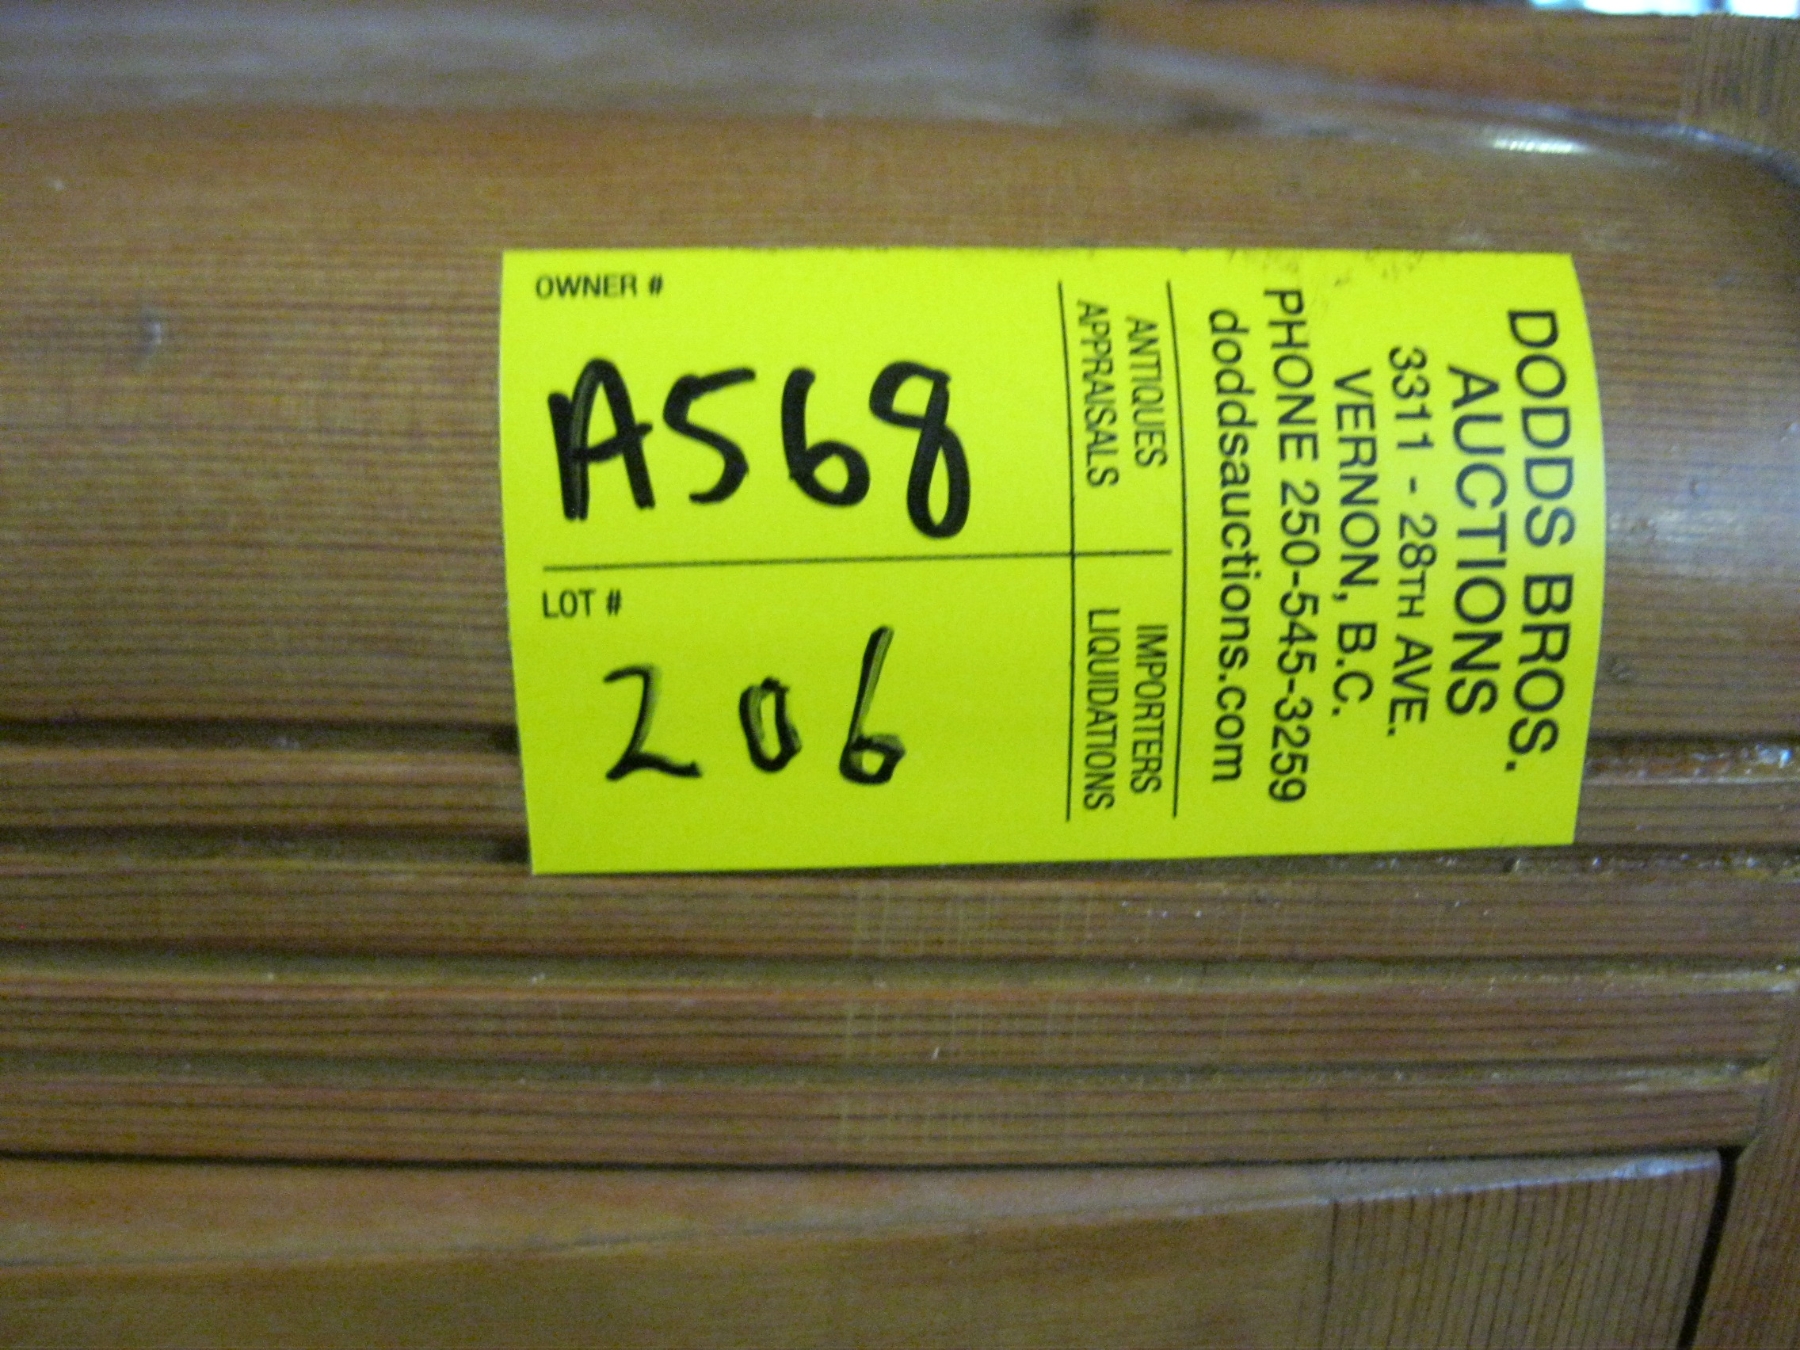 DODDS BROS.
AUCTIONS
3311 - 28TH AVE.
VERNON, B.C.
PHONE 250-545-3259
doddsauctions.com
ANTIQUES
APPRAISALS
IMPORTERS
LIQUIDATIONS
OWNER #
A568
LOT #
206